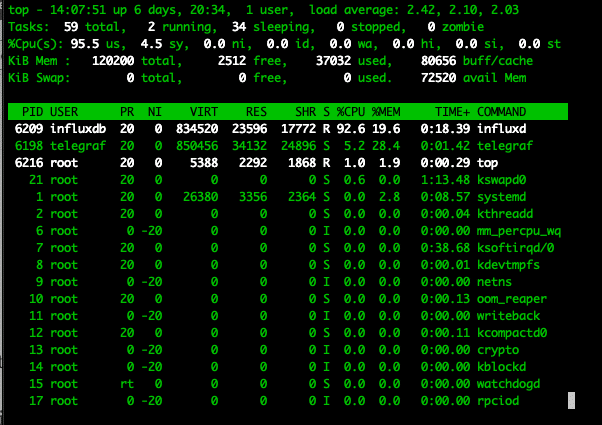 top - 14:07:51 up 6 days, 20:34,  1 user,  load average: 2.42, 2.10, 2.03
Tasks:  59 total,   2 running,  34 sleeping,   0 stopped,   0 zombie
%Cpu(s): 95.5 us,  4.5 sy,  0.0 ni,  0.0 id,  0.0 wa,  0.0 hi,  0.0 si,  0.0 st
KiB Mem :   120200 total,     2512 free,    37032 used,    80656 buff/cache
KiB Swap:        0 total,        0 free,        0 used.    72520 avail Mem
  PID USER      PR  NI    VIRT    RES    SHR S %CPU %MEM     TIME+ COMMAND
 6209 influxdb  20   0  834520  23596  17772 R 92.6 19.6   0:18.39 influxd
 6198 telegraf  20   0  850456  34132  24896 S  5.2 28.4   0:01.42 telegraf
 6216 root      20   0    5388   2292   1868 R  1.0  1.9   0:00.29 top
   21 root      20   0       0      0      0 S  0.6  0.0   1:13.48 kswapd0
    1 root      20   0   26380   3356   2364 S  0.0  2.8   0:08.57 systemd
    2 root      20   0       0      0      0 S  0.0  0.0   0:00.04 kthreadd
    6 root       0 -20       0      0      0 I  0.0  0.0   0:00.00 mm_percpu_wq
    7 root      20   0       0      0      0 S  0.0  0.0   0:38.68 ksoftirqd/0
    8 root      20   0       0      0      0 S  0.0  0.0   0:00.01 kdevtmpfs
    9 root       0 -20       0      0      0 I  0.0  0.0   0:00.00 netns
   10 root      20   0       0      0      0 S  0.0  0.0   0:00.13 oom_reaper
   11 root       0 -20       0      0      0 I  0.0  0.0   0:00.00 writeback
   12 root      20   0       0      0      0 S  0.0  0.0   0:00.11 kcompactd0
   13 root       0 -20       0      0      0 I  0.0  0.0   0:00.00 crypto
   14 root       0 -20       0      0      0 I  0.0  0.0   0:00.00 kblockd
   15 root      rt   0       0      0      0 S  0.0  0.0   0:00.00 watchdogd
   17 root       0 -20       0      0      0 I  0.0  0.0   0:00.00 rpciod